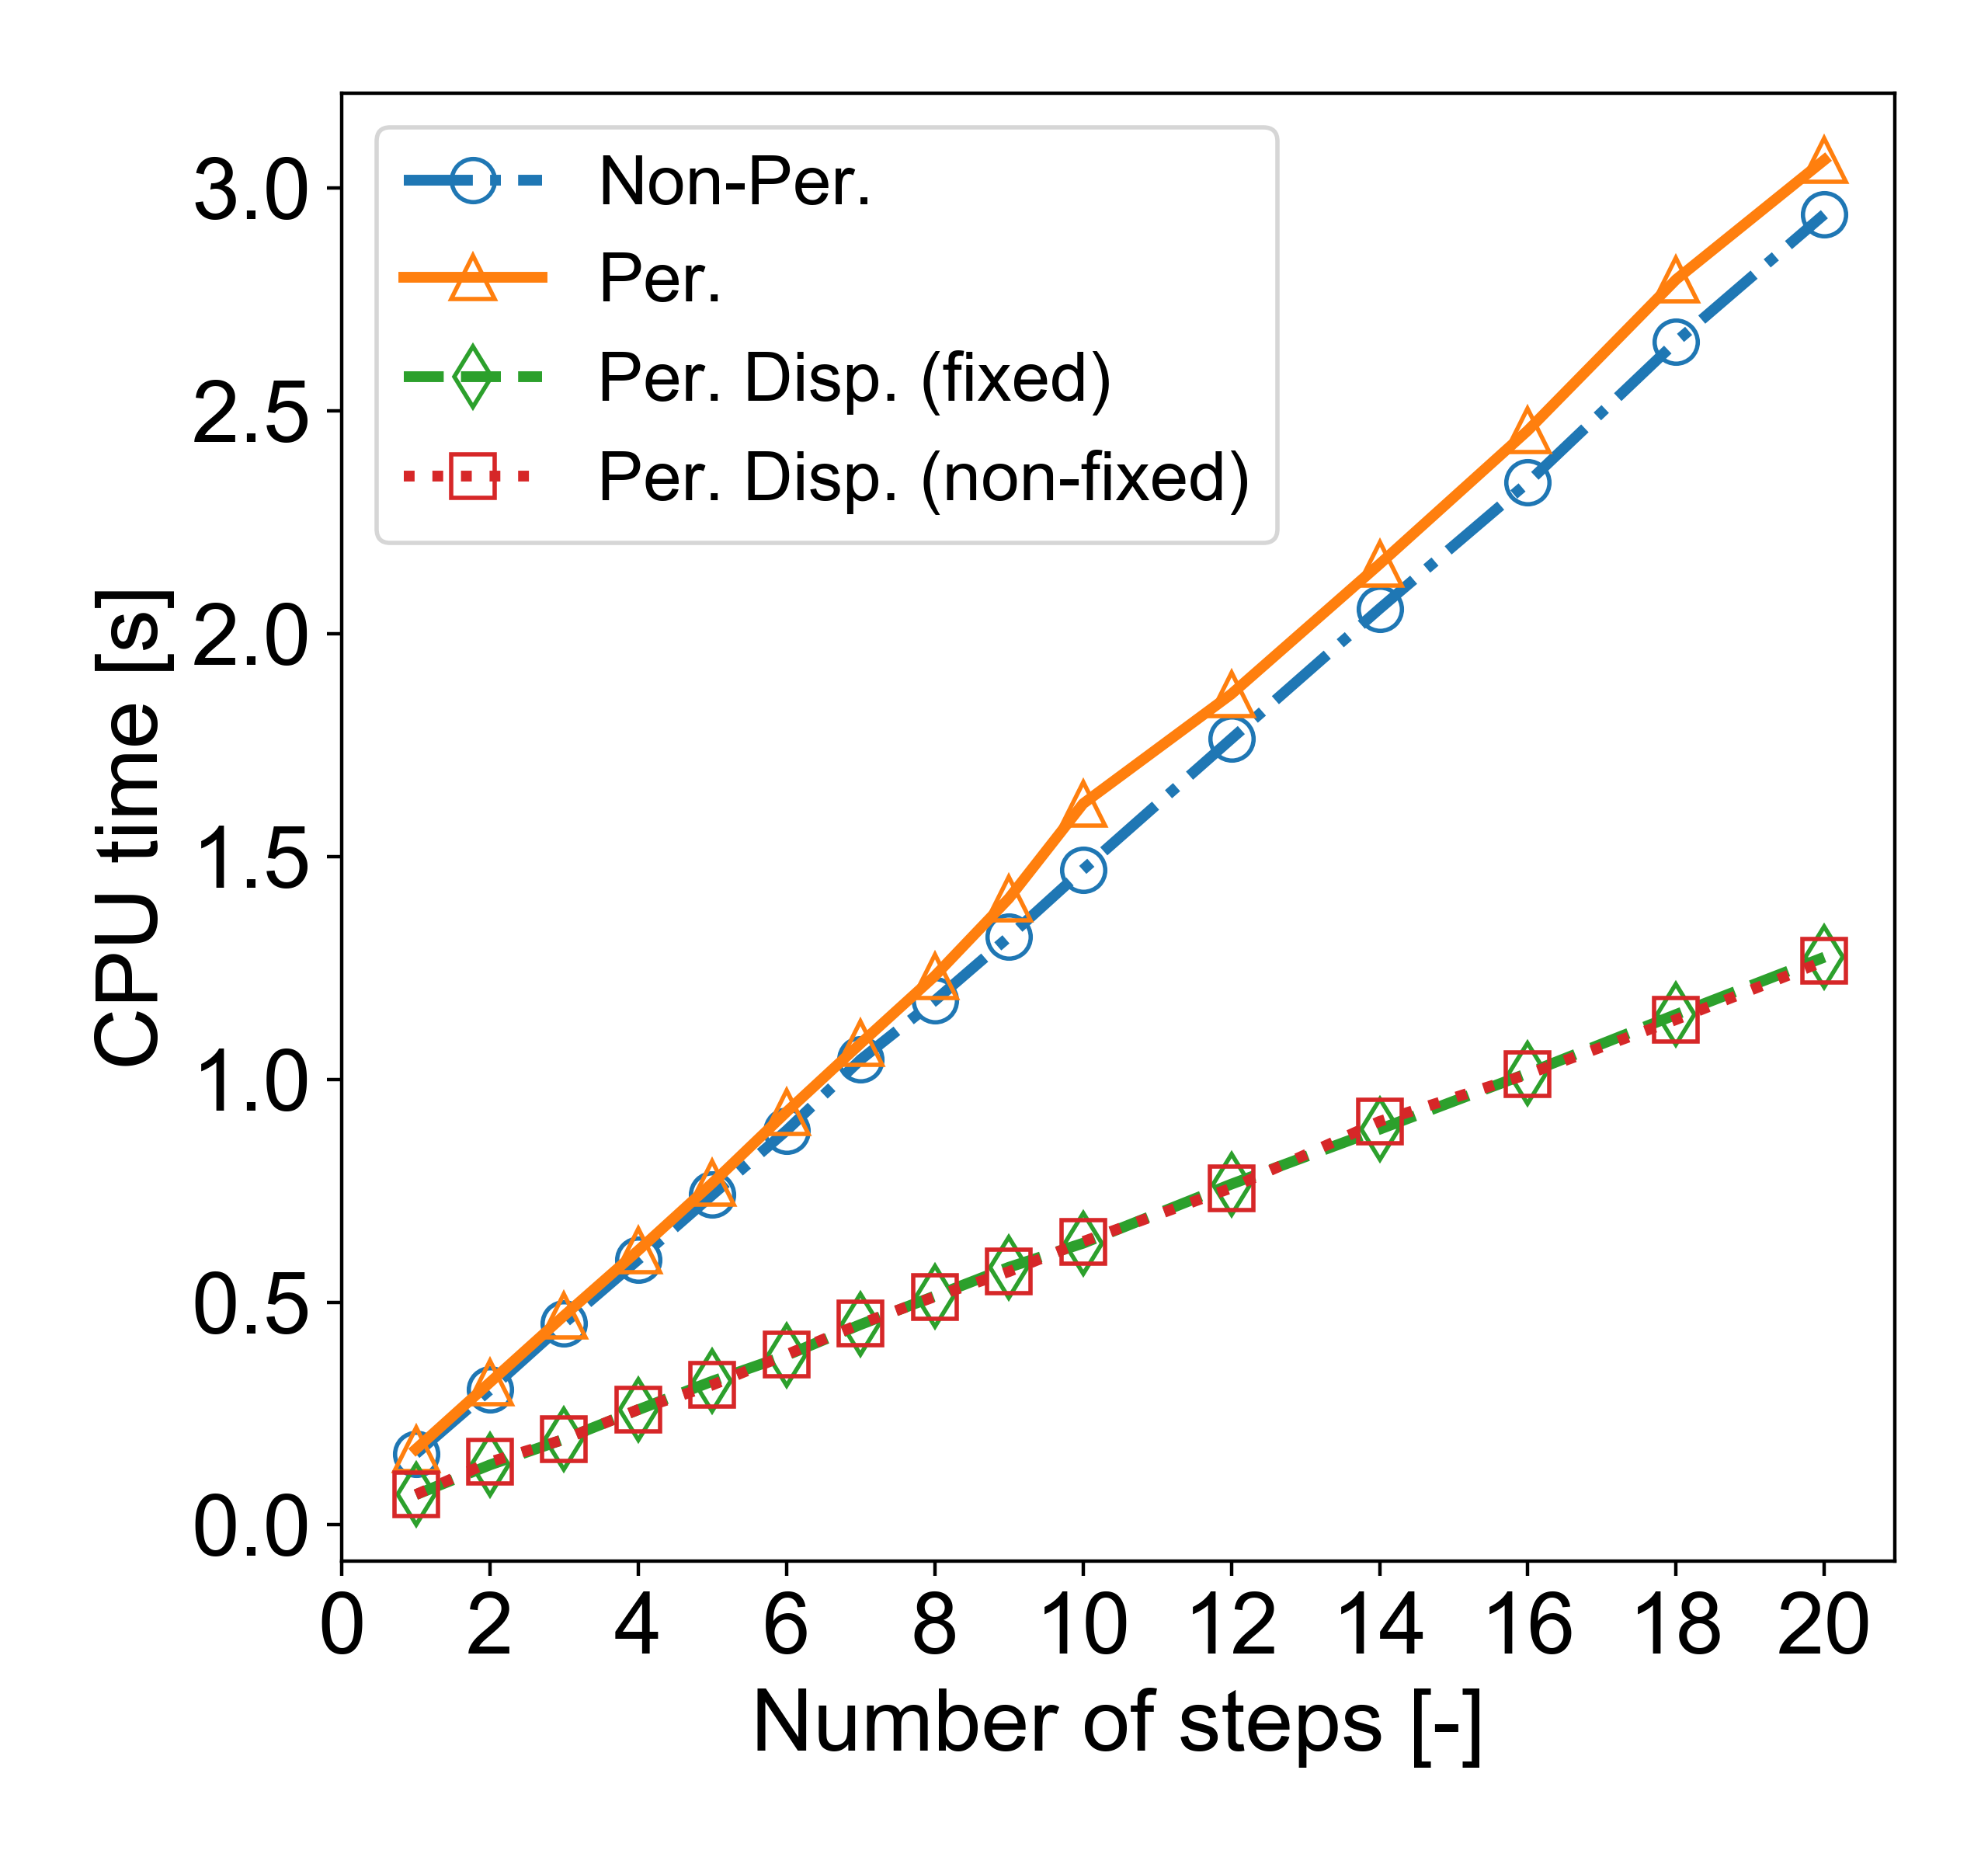 Non-Per.
Per.
Per. Disp. (fixed)
Per. Disp. (non-fixed)
CPU time [s]
3.0
2.5
2.0
1.5
1.0
0.5
0.0
0 2 4 6 8 10 12 14 16 18 20
Number of steps [-]